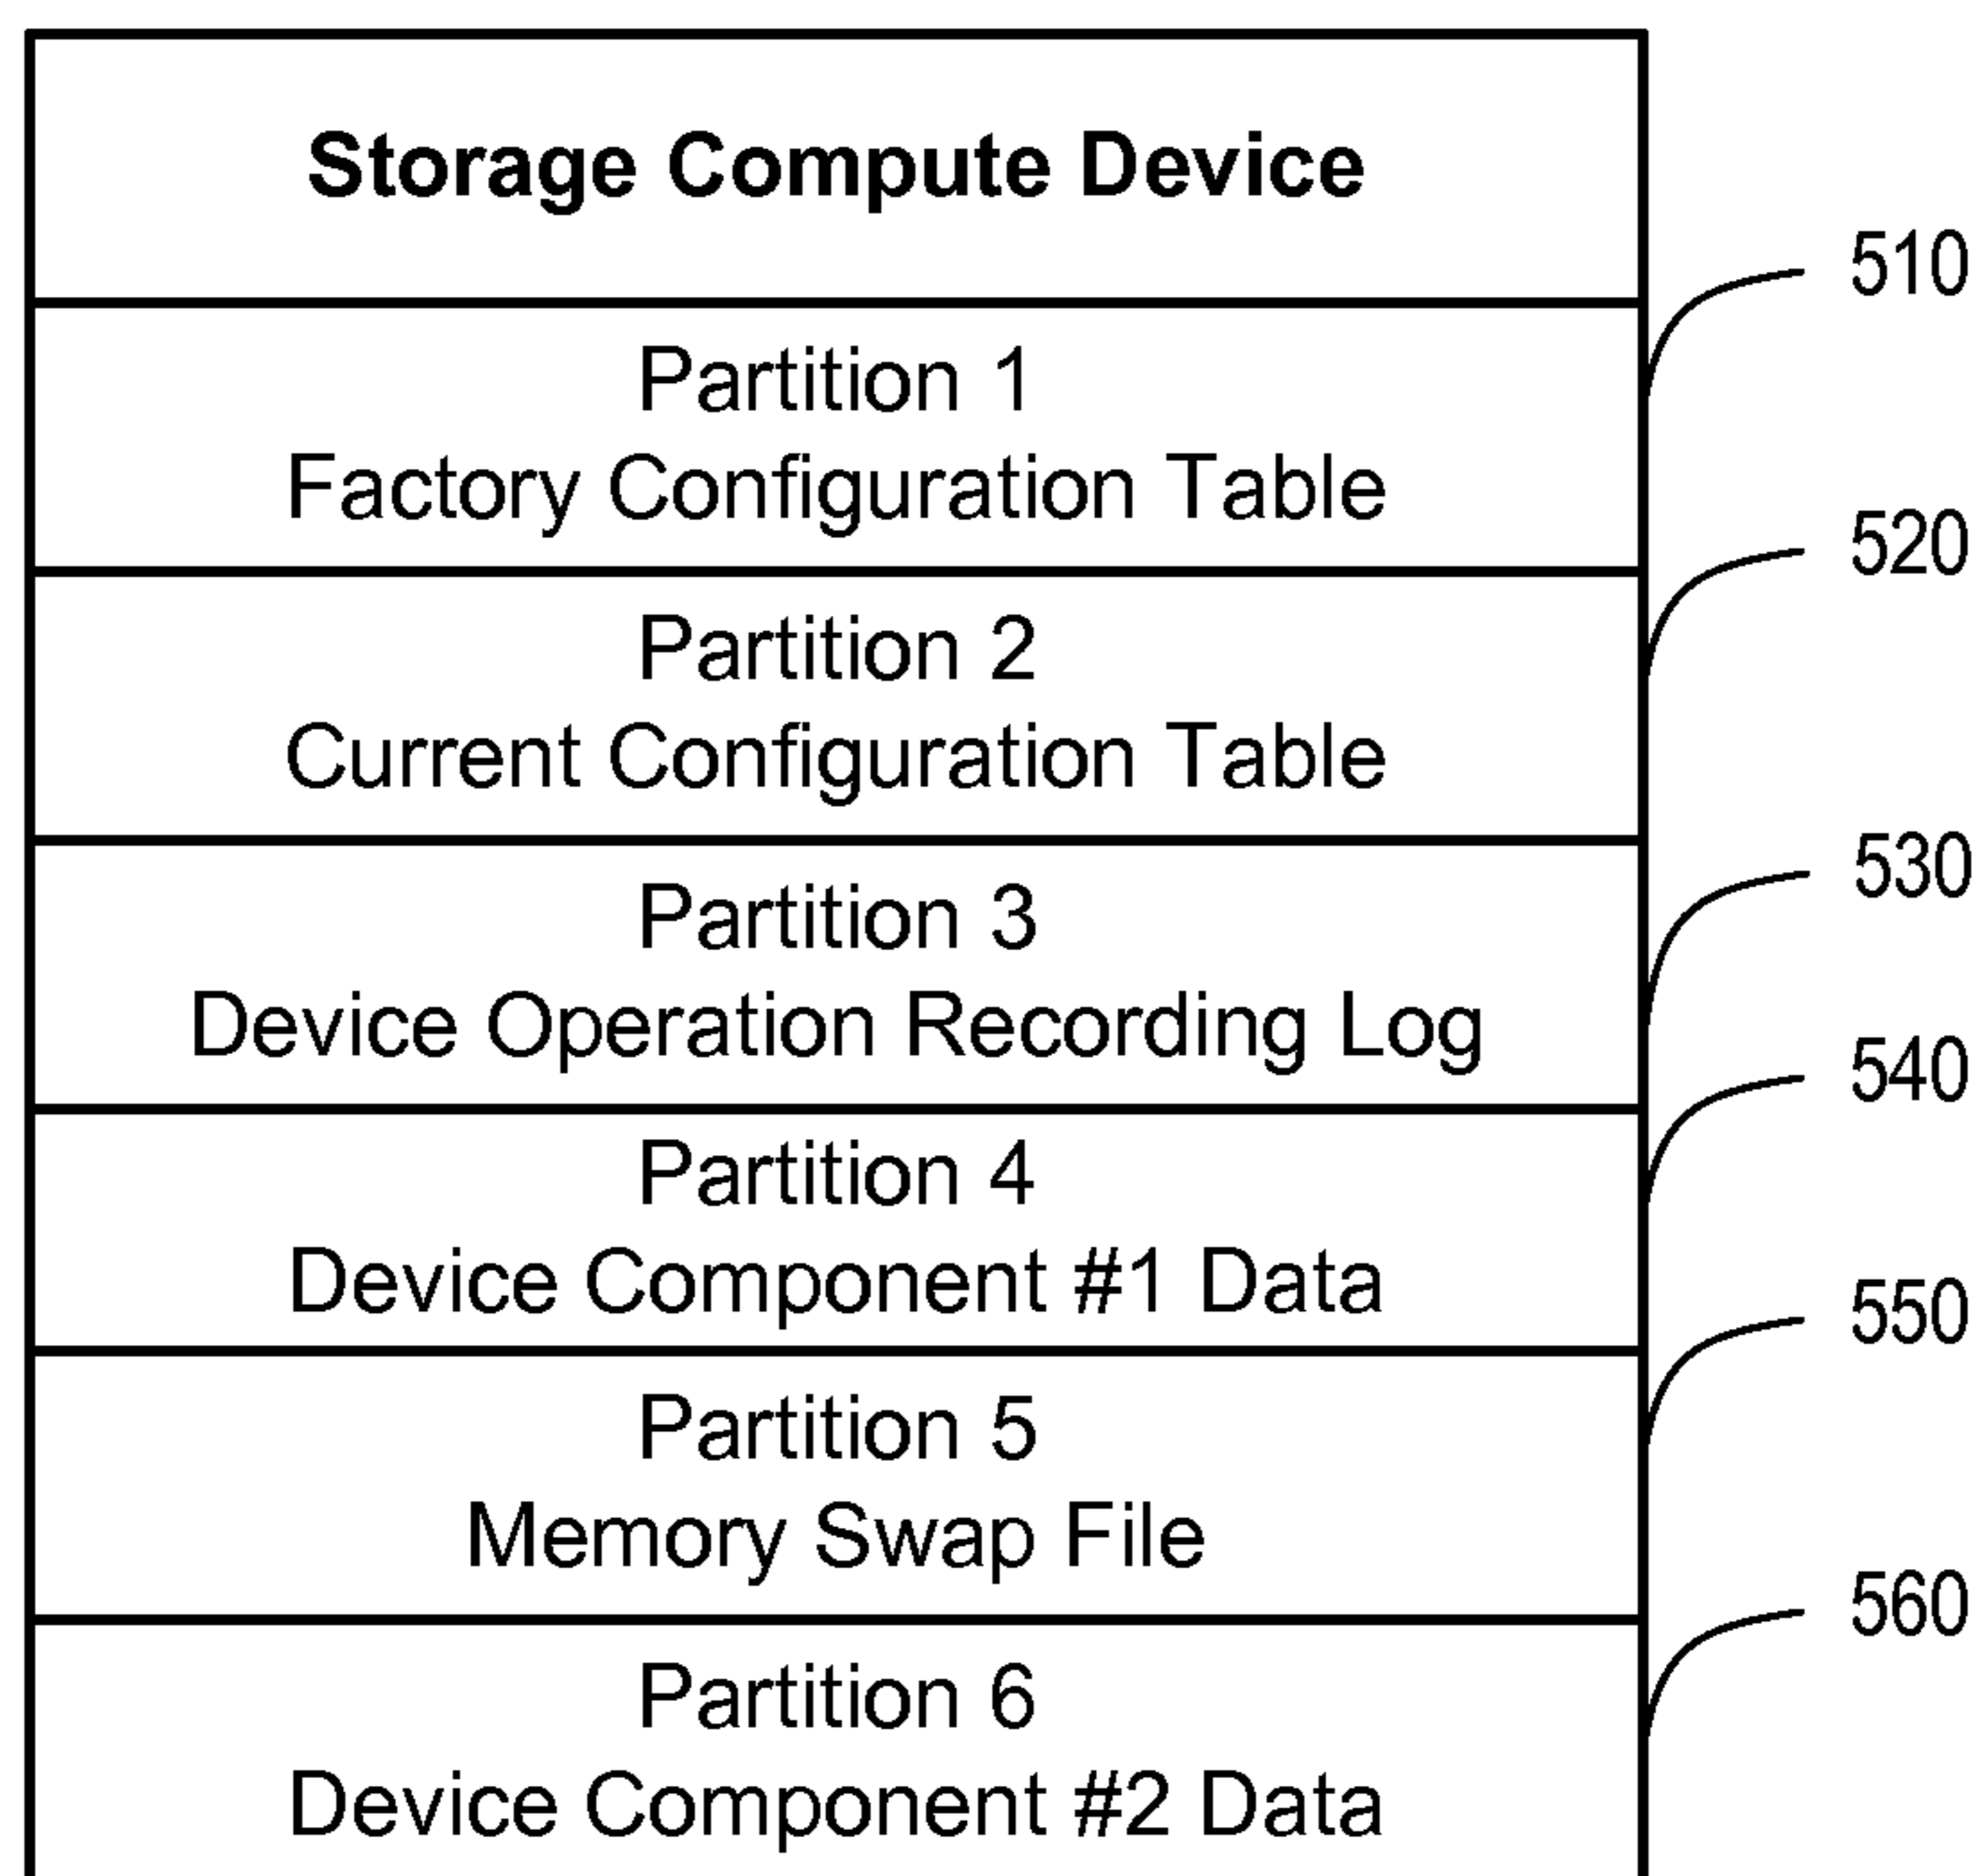 Storage Compute Device
510
Partition 1
Factory Configuration Table
520
Partition 2
Current Configuration Table
530
Partition 3
Device Operation Recording Log
540
Partition 4
Device Component #1 Data
550
Partition 5
Memory Swap File
560
Partition 6
Device Component #2 Data